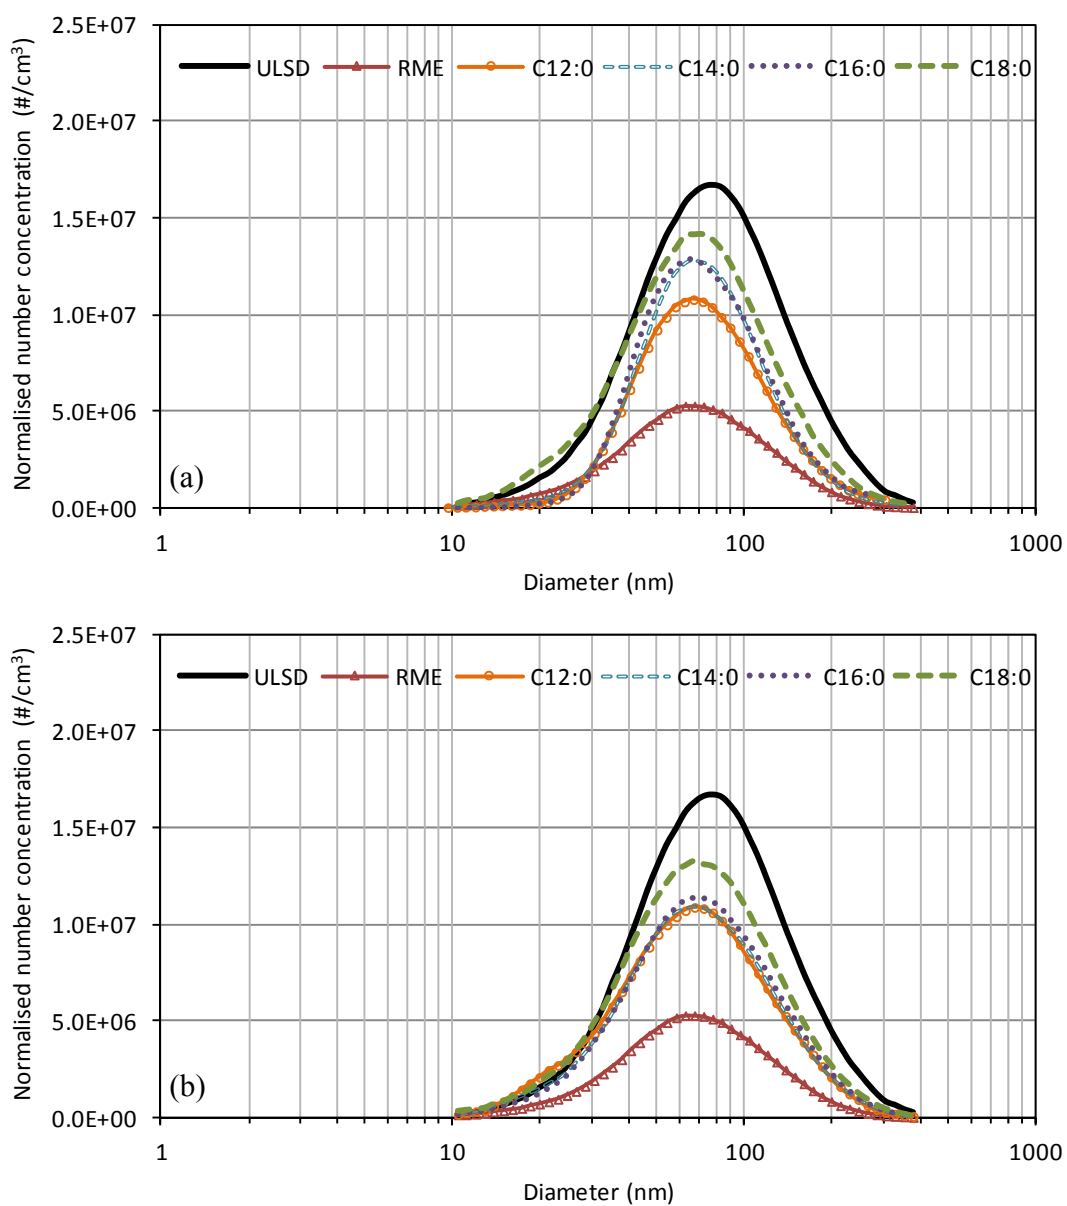 2.5E+07
2.0E+07
1.5E+07
1.0E+07
5.0E+06
0.0E+00
Normalised number concentration (#/cm³)
ULSD RME C12:0 C14:0 C16:0 C18:0
(a)
1 10 100 1000
Diameter (nm)
2.5E+07
2.0E+07
1.5E+07
1.0E+07
5.0E+06
0.0E+00
Normalised number concentration (#/cm³)
ULSD RME C12:0 C14:0 C16:0 C18:0
(b)
1 10 100 1000
Diameter (nm)